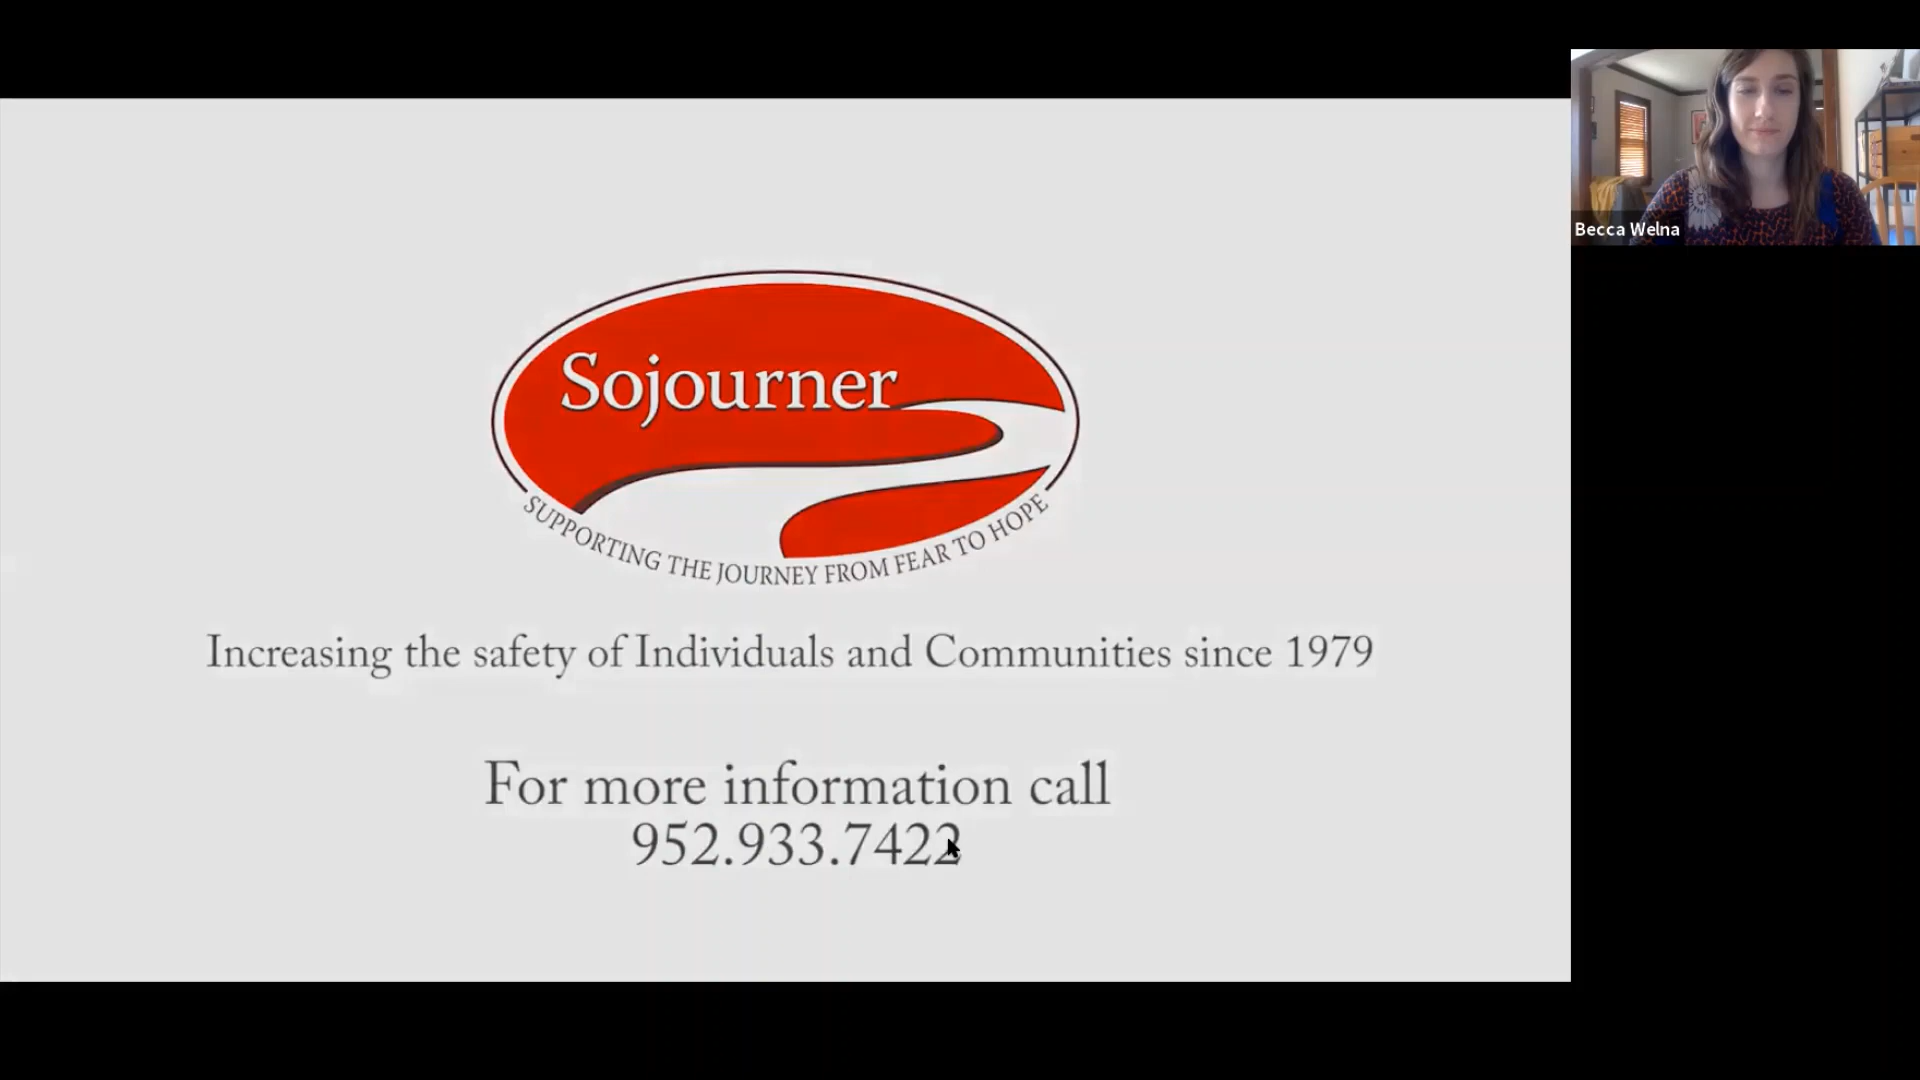 Sojourner
SUPPORTING THE JOURNEY FROM FEAR TO HOPE
Increasing the safety of Individuals and Communities since 1979
For more information call
952.933.7422
Becca Welna